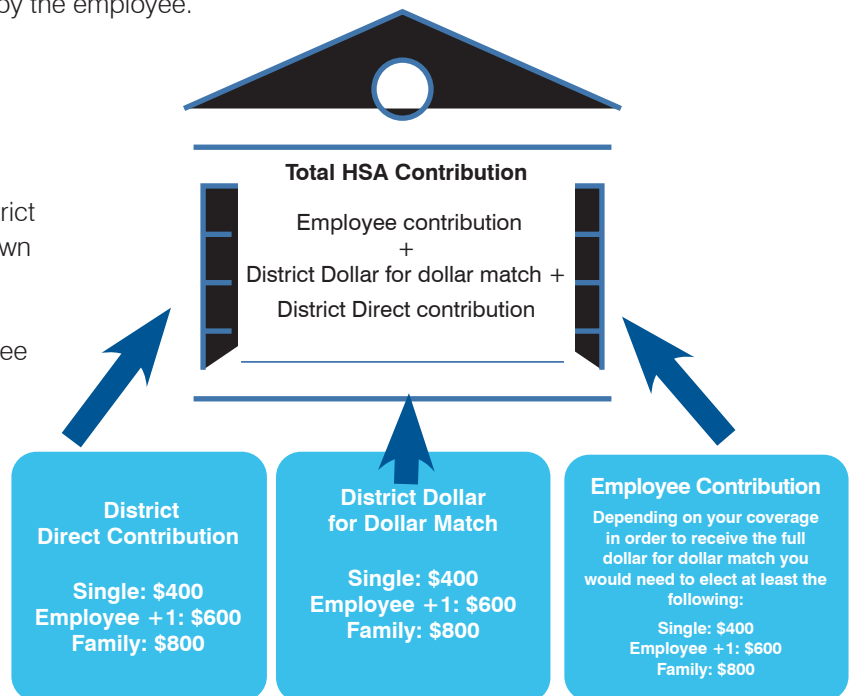 by the employee.
Total HSA Contribution
Employee contribution
+
District Dollar for dollar match +
District Direct contribution
District
Direct Contribution
Single: $400
Employee +1: $600
Family: $800
District Dollar
for Dollar Match
Single: $400
Employee +1: $600
Family: $800
Employee Contribution
Depending on your coverage
in order to receive the full
dollar for dollar match you
would need to elect at least the
following:
Single: $400
Employee +1: $600
Family: $800